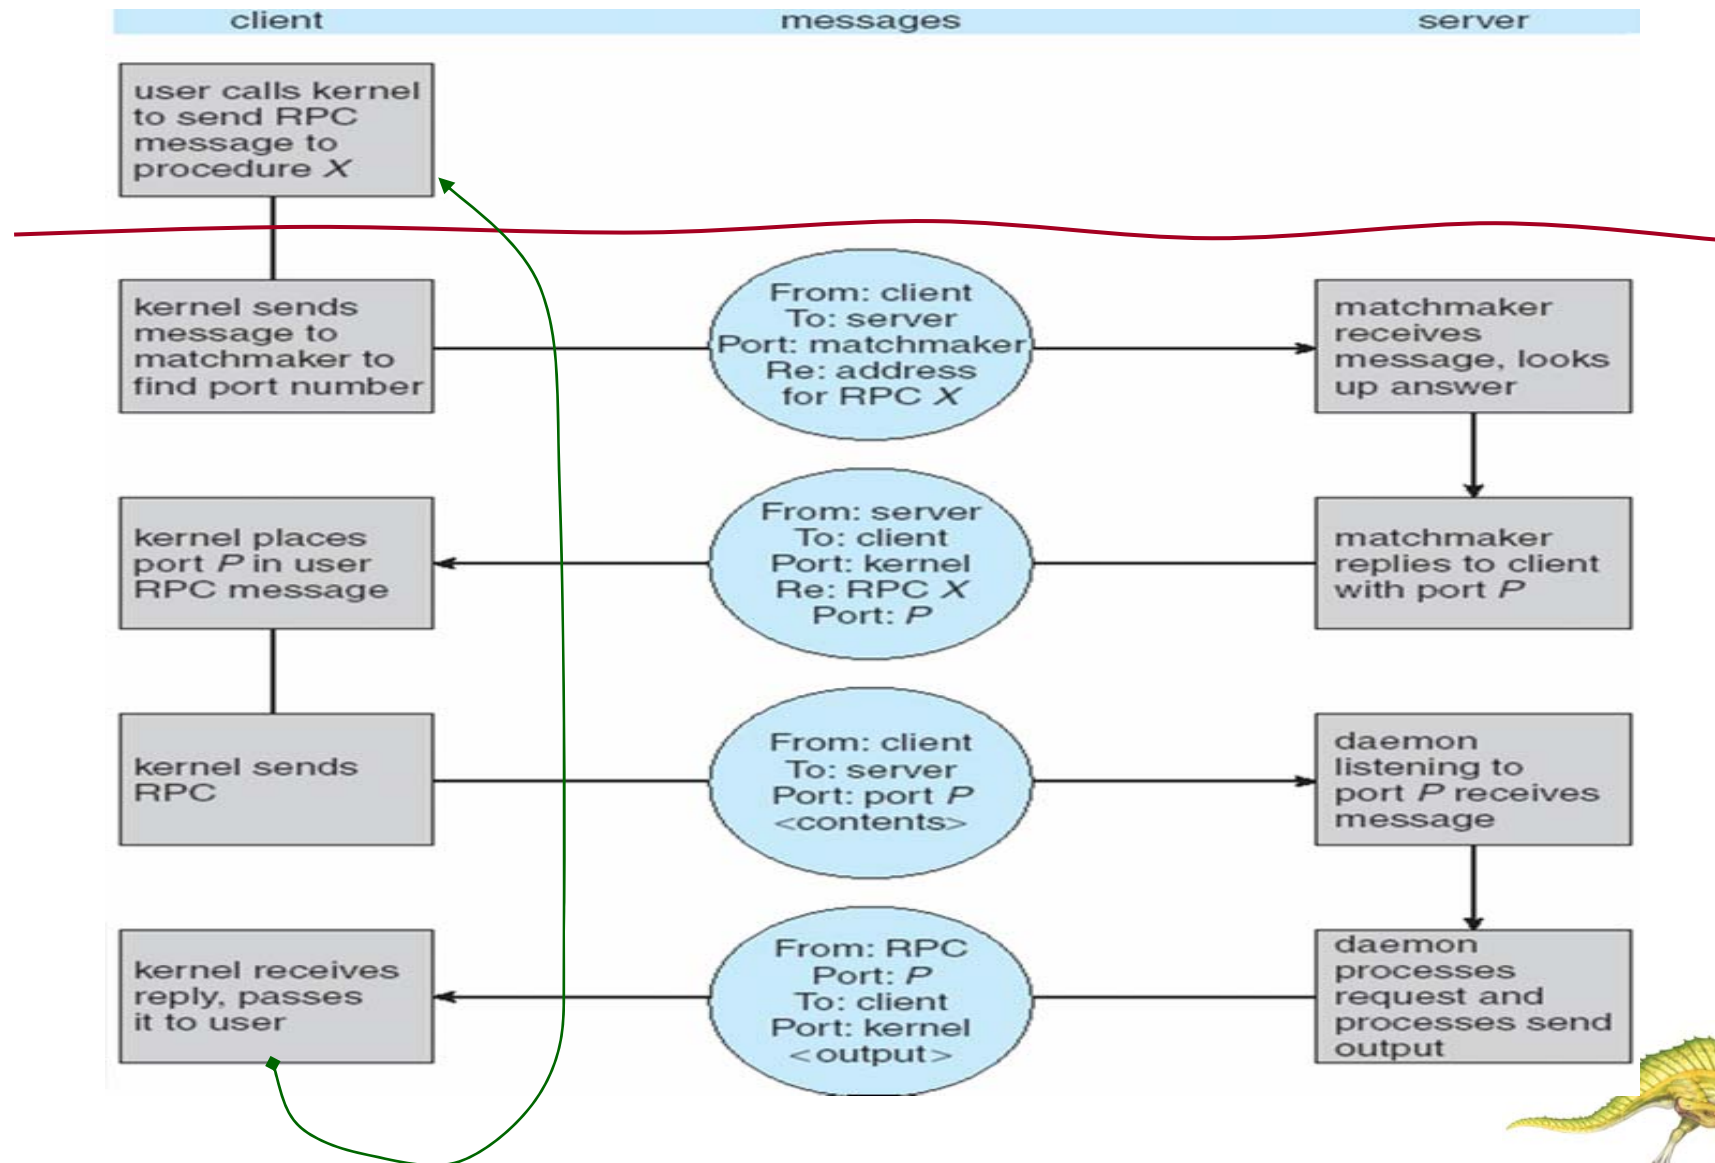 client
messages
server
user calls kernel
to send RPC
message to
procedure X
kernel sends
message to
matchmaker to
find port number
From: client
To: server
Port: matchmaker
Re: address
for RPC X
matchmaker
receives
message, looks
up answer
kernel places
port P in user
RPC message
From: server
To: client
Port: kernel
Re: RPC X
Port: P
matchmaker
replies to client
with port P
kernel sends
RPC
From: client
To: server
Port: port P
<contents>
daemon
listening to
port P receives
message
kernel receives
reply, passes
it to user
From: RPC
Port: P
To: client
Port: kernel
<output>
daemon
processes
request and
processes send
output